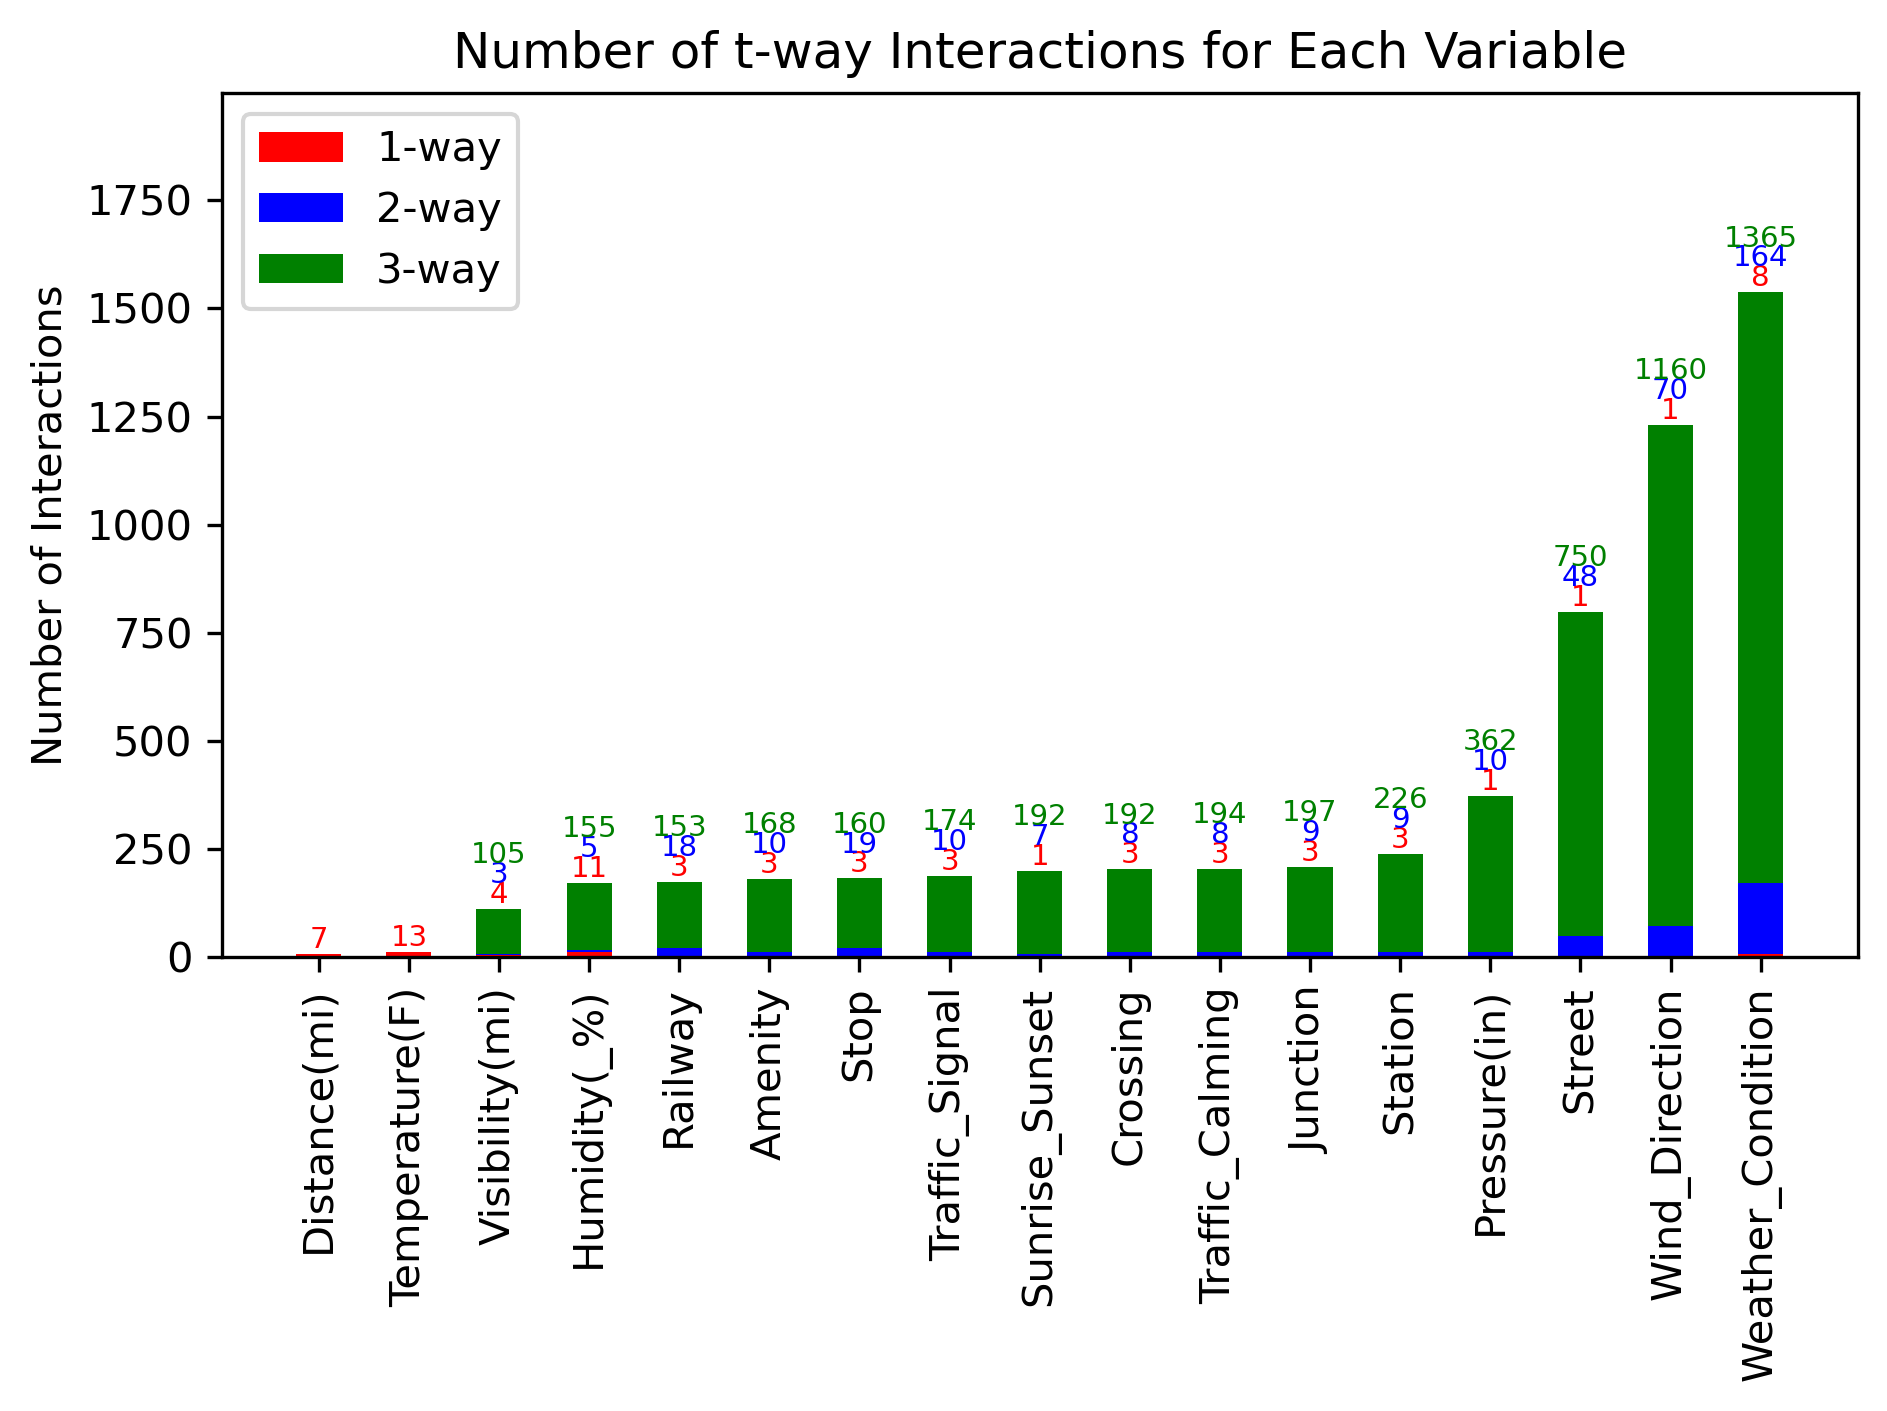 Number of t-way Interactions for Each Variable
1-way
2-way
3-way
Number of Interactions
1750
1500
1250
1000
750
500
250
0
7
13
105
3
4
155
5
11
153
18
3
168
10
3
160
19
3
174
10
3
192
7
1
192
8
3
194
8
3
197
9
3
226
9
3
362
10
1
750
48
1
1160
70
1
1365
164
8
Distance(mi)
Temperature(F)
Visibility(mi)
Humidity(_%)
Railway
Amenity
Stop
Traffic_Signal
Sunrise_Sunset
Crossing
Traffic_Calming
Junction
Station
Pressure(in)
Street
Wind_Direction
Weather_Condition